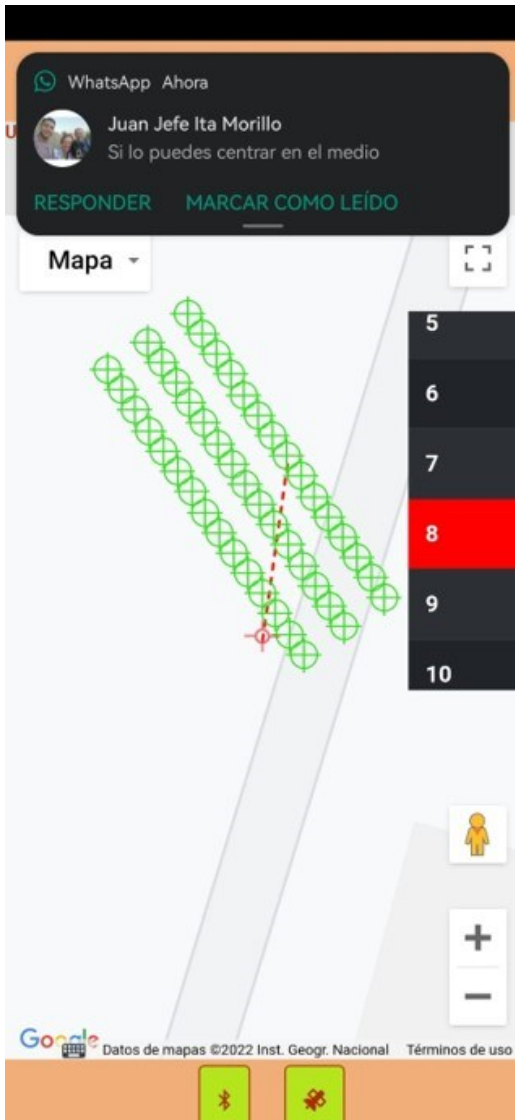 WhatsApp Ahora
Juan Jefe Ita Morillo
Si lo puedes centrar en el medio
RESPONDER MARCAR COMO LEÍDO
Mapa
5
6
7
8
9
10
Google
Datos de mapas ©2022 Inst. Geogr. Nacional Términos de uso